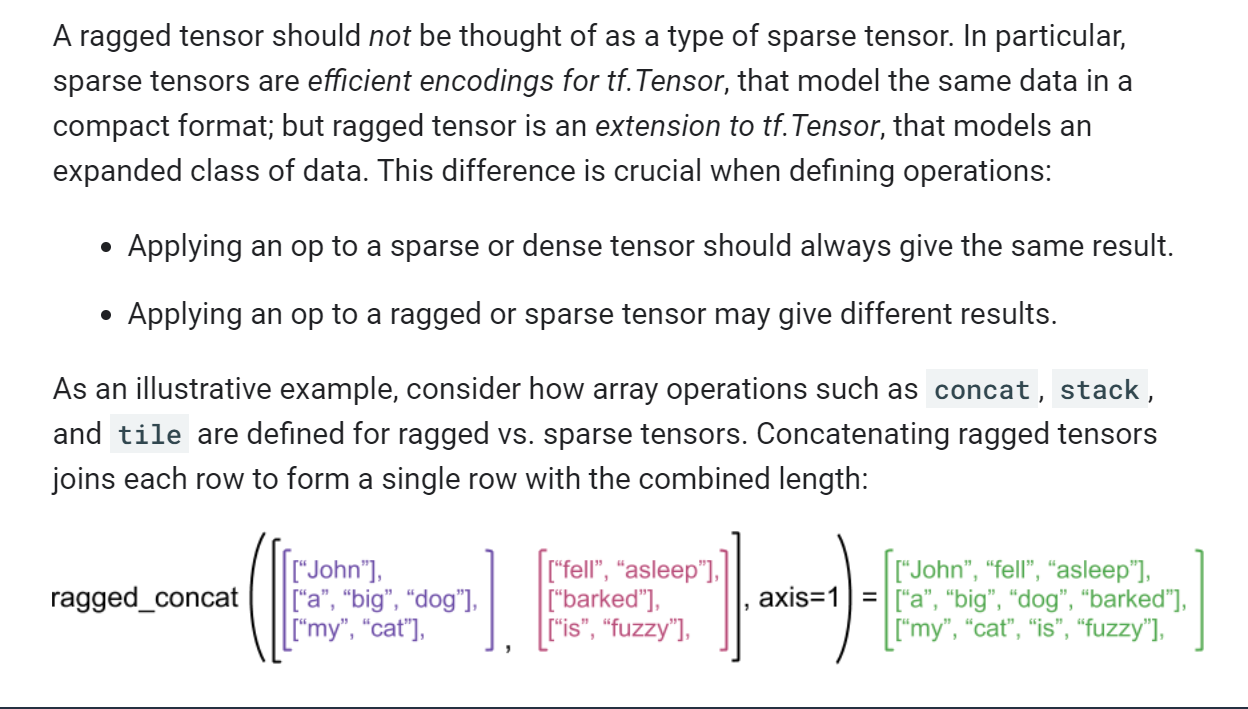 A ragged tensor should not be thought of as a type of sparse tensor. In particular,
sparse tensors are efficient encodings for tf.Tensor, that model the same data in a
compact format; but ragged tensor is an extension to tf.Tensor, that models an
expanded class of data. This difference is crucial when defining operations:
• Applying an op to a sparse or dense tensor should always give the same result.
• Applying an op to a ragged or sparse tensor may give different results.
As an illustrative example, consider how array operations such as concat, stack,
and tile are defined for ragged vs. sparse tensors. Concatenating ragged tensors
joins each row to form a single row with the combined length:
ragged_concat([[["John"], ["a", "big", "dog"], ["my", "cat"],], [["fell", "asleep"], ["barked"], ["is", "fuzzy"],]], axis=1) = [["John", "fell", "asleep"], ["a", "big", "dog", "barked"], ["my", "cat", "is", "fuzzy"],]